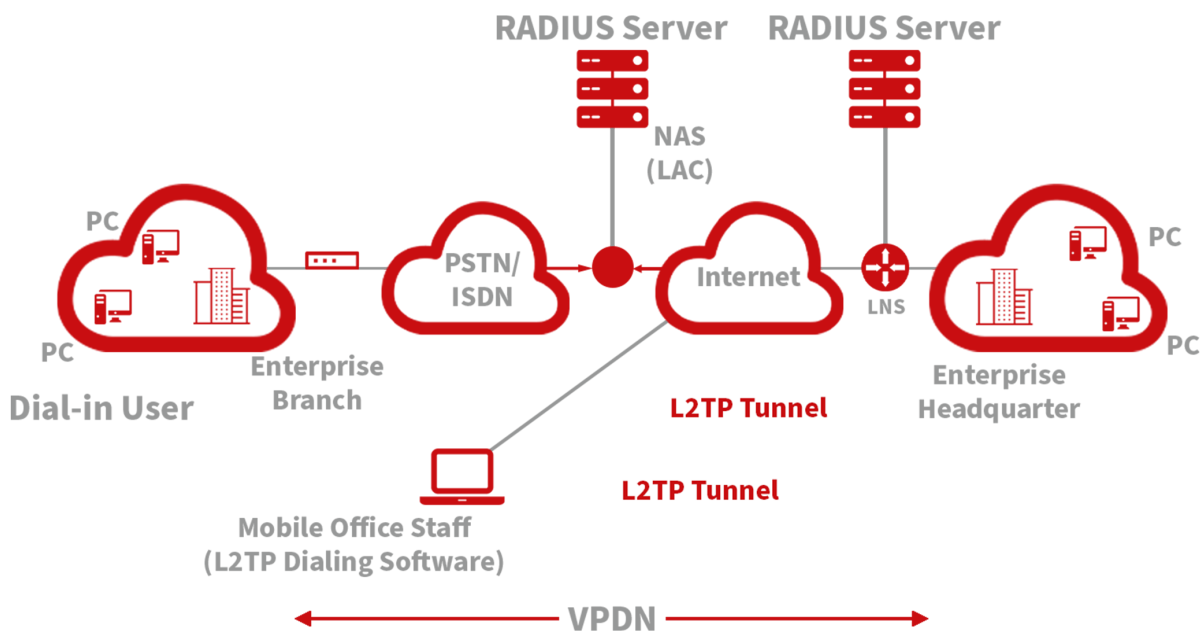 RADIUS Server
RADIUS Server
NAS
(LAC)
PC
PC
PSTN/
ISDN
Internet
LNS
PC
PC
Enterprise
Branch
Dial-in User
Enterprise
Headquarter
L2TP Tunnel
L2TP Tunnel
Mobile Office Staff
(L2TP Dialing Software)
VPDN